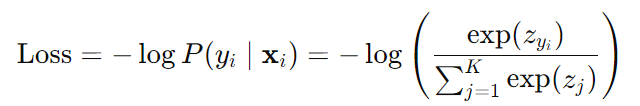 Loss = − log P(y_i | x_i) = − log ( exp(z_{y_i}) / ∑_{j=1}^{K} exp(z_j) )